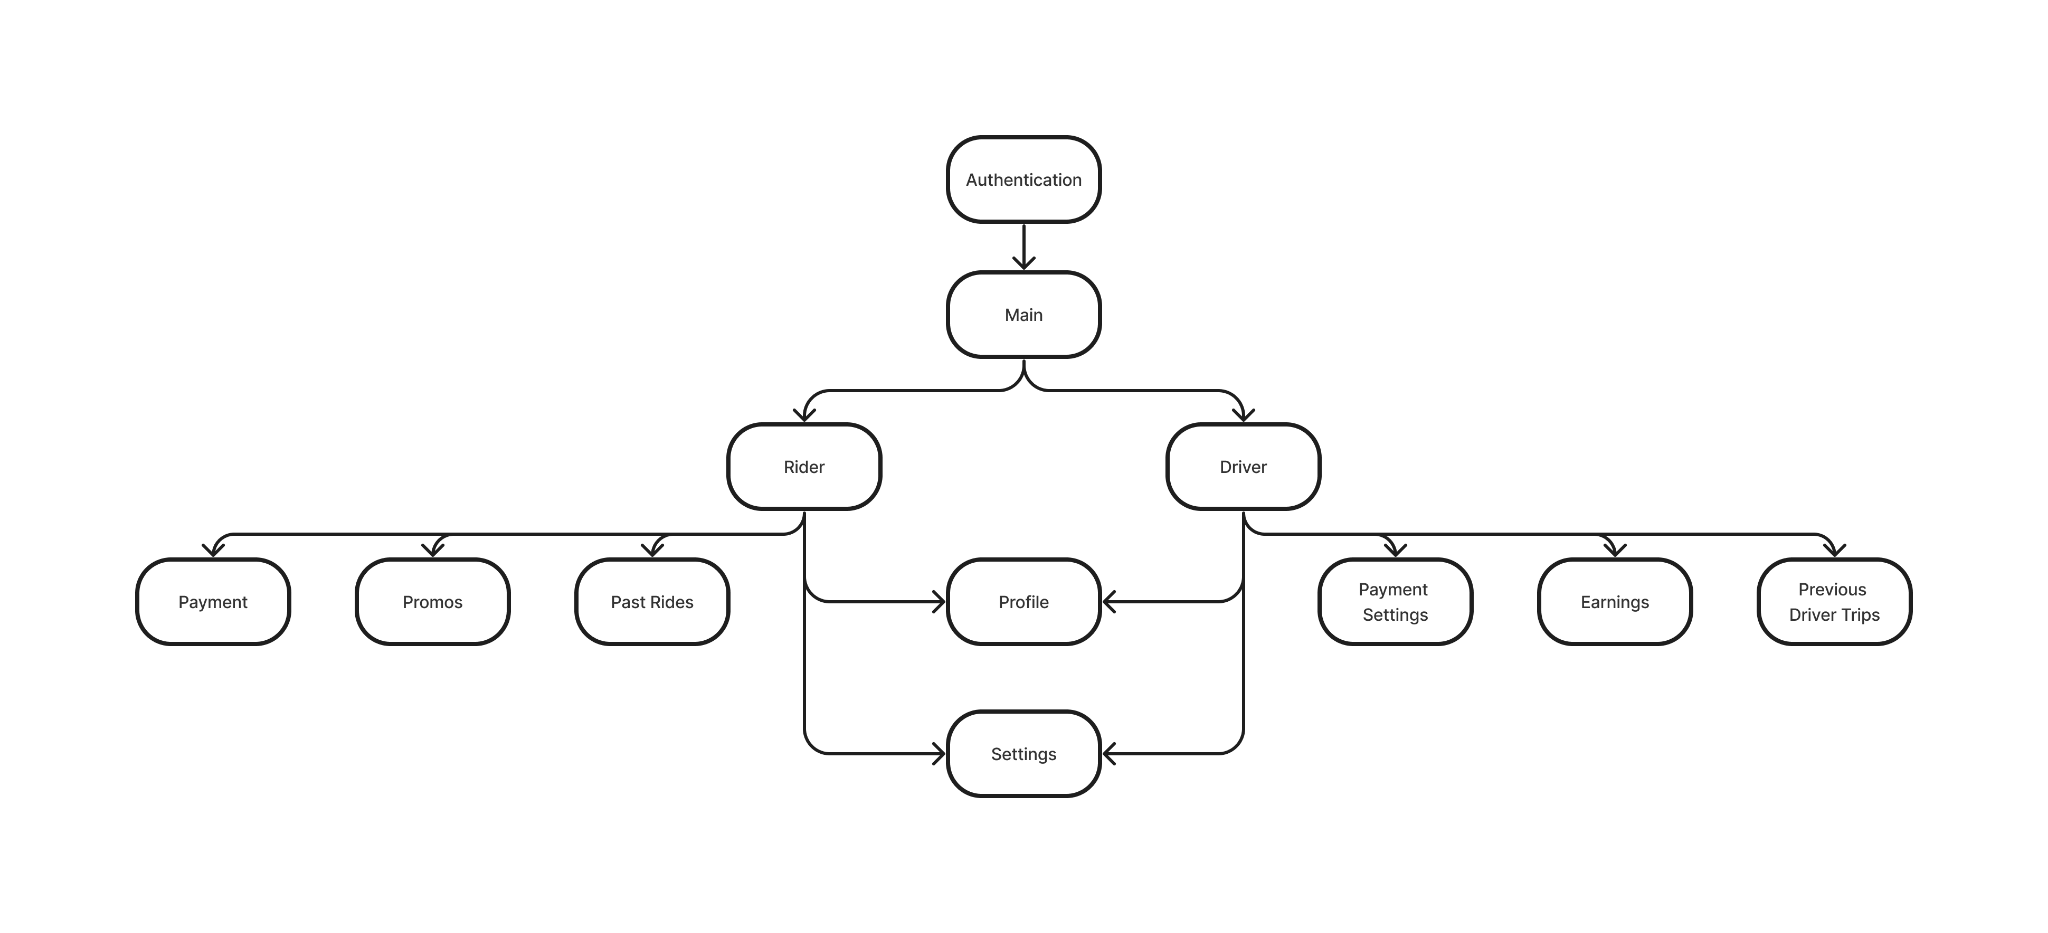 Authentication
Main
Rider
Driver
Payment
Promos
Past Rides
Profile
Payment
Settings
Earnings
Previous
Driver Trips
Settings